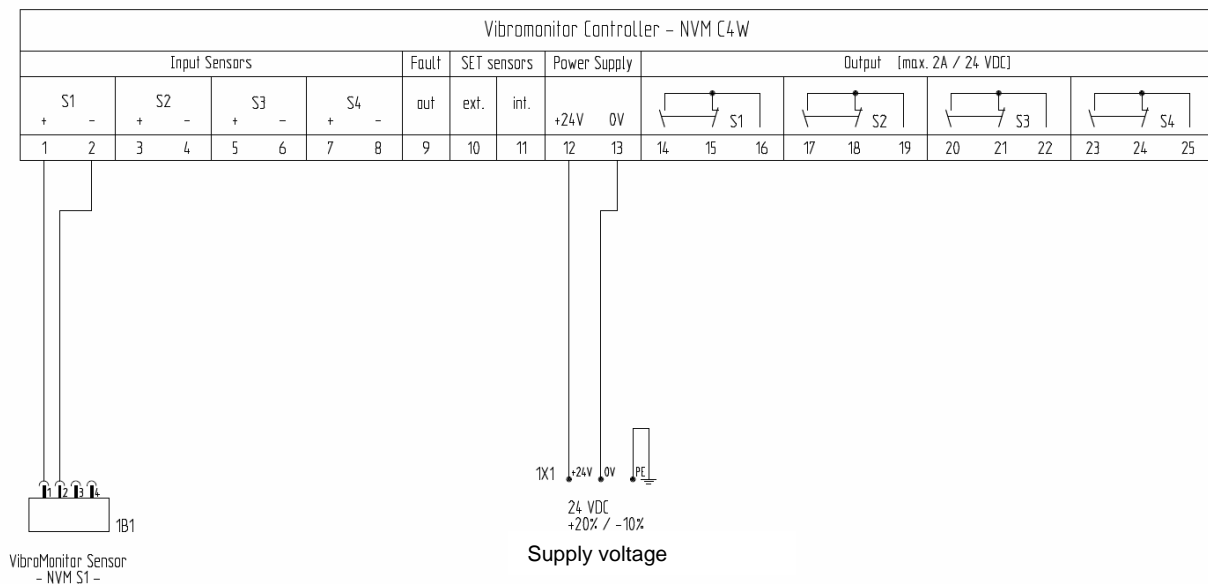 Vibromonitor Controller - NVM C4W
Input Sensors Fault SET sensors Power Supply Output [max. 2A / 24 VDC]
S1 S2 S3 S4 out ext. int.
+ - + - + - + - +24V 0V S1 S2 S3 S4
1 2 3 4 5 6 7 8 9 10 11 12 13 14 15 16 17 18 19 20 21 22 23 24 25
1X1 +24V 0V PE
1 2 3 4
24 VDC
+20% / -10%
1B1
Supply voltage
VibroMonitor Sensor
- NVM S1 -